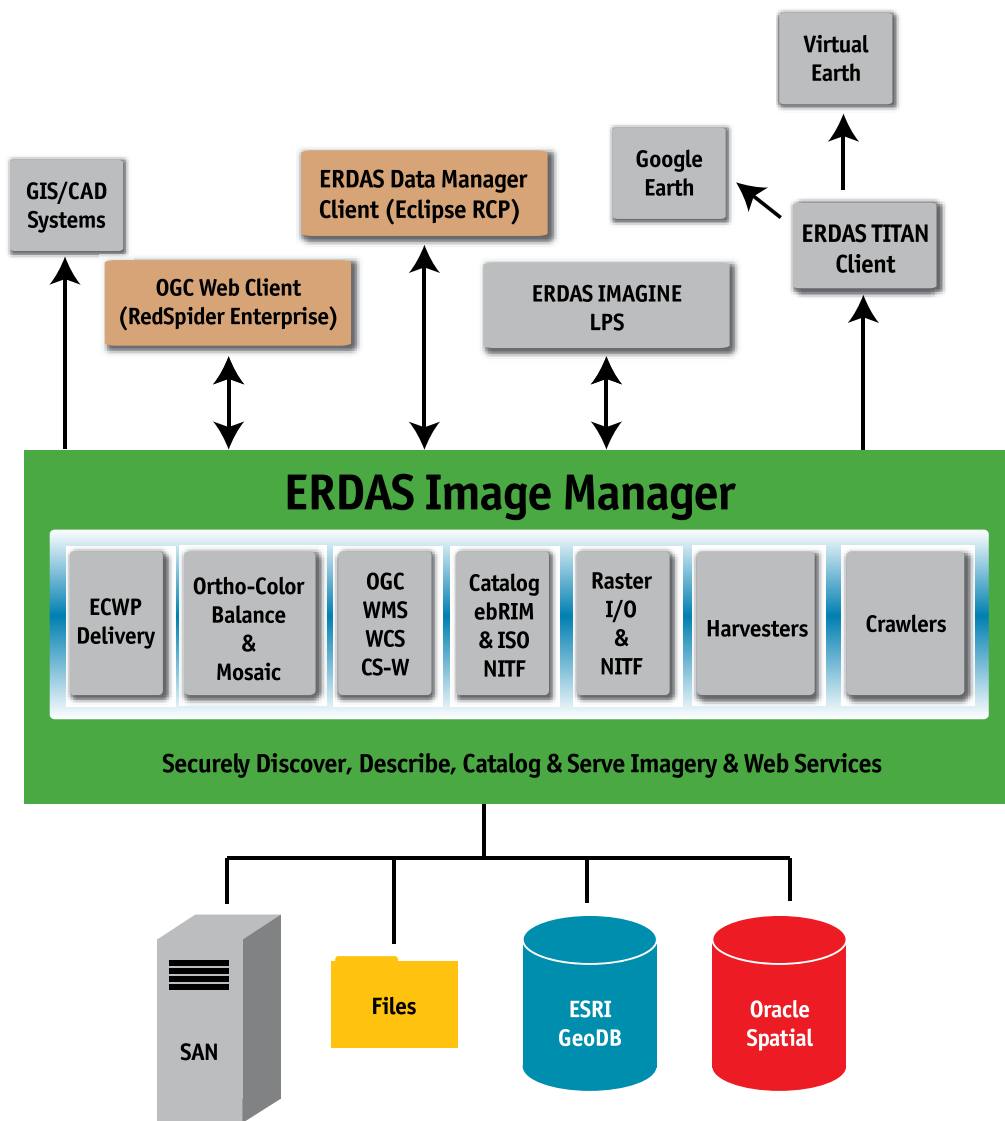 Virtual
Earth
Google
Earth
GIS/CAD
Systems
ERDAS Data Manager
Client (Eclipse RCP)
ERDAS TITAN
Client
OGC Web Client
(RedSpider Enterprise)
ERDAS IMAGINE
LPS
ERDAS Image Manager
ECWP
Delivery
Ortho-Color
Balance
&
Mosaic
OGC
WMS
WCS
CS-W
Catalog
ebRIM
& ISO
NITF
Raster
I/O
&
NITF
Harvesters
Crawlers
Securely Discover, Describe, Catalog & Serve Imagery & Web Services
SAN
Files
ESRI
GeoDB
Oracle
Spatial